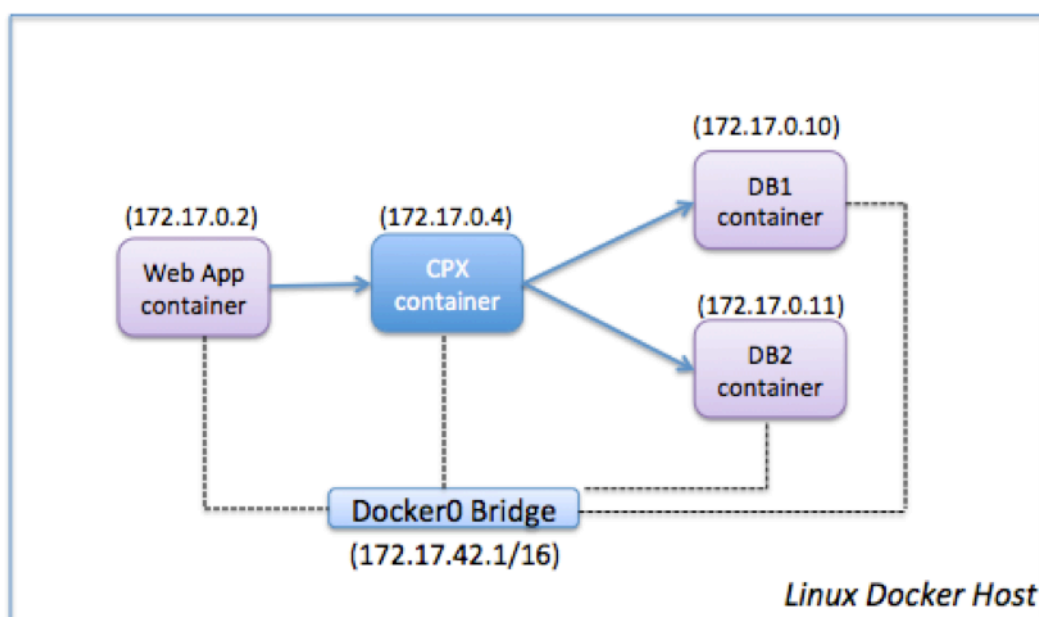 (172.17.0.10)
DB1
container
(172.17.0.2)
Web App
container
(172.17.0.4)
CPX
container
(172.17.0.11)
DB2
container
Docker0 Bridge
(172.17.42.1/16)
Linux Docker Host